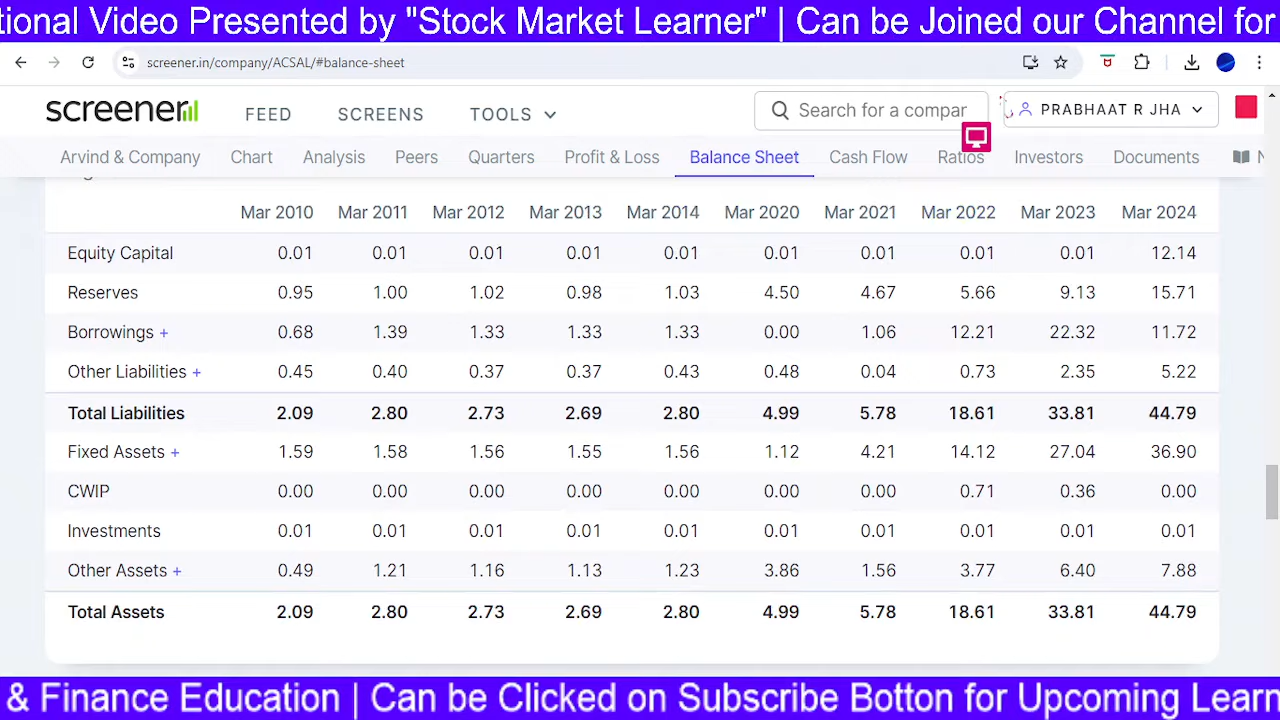 tional Video Presented by "Stock Market Learner" | Can be Joined our Channel for
screener.in/company/ACSAL/#balance-sheet
screener FEED SCREENS TOOLS Search for a compar PRABHAAT R JHA
Arvind & Company Chart Analysis Peers Quarters Profit & Loss Balance Sheet Cash Flow Ratios Investors Documents N
Mar 2010 Mar 2011 Mar 2012 Mar 2013 Mar 2014 Mar 2020 Mar 2021 Mar 2022 Mar 2023 Mar 2024
Equity Capital 0.01 0.01 0.01 0.01 0.01 0.01 0.01 0.01 0.01 12.14
Reserves 0.95 1.00 1.02 0.98 1.03 4.50 4.67 5.66 9.13 15.71
Borrowings + 0.68 1.39 1.33 1.33 1.33 0.00 1.06 12.21 22.32 11.72
Other Liabilities + 0.45 0.40 0.37 0.37 0.43 0.48 0.04 0.73 2.35 5.22
Total Liabilities 2.09 2.80 2.73 2.69 2.80 4.99 5.78 18.61 33.81 44.79
Fixed Assets + 1.59 1.58 1.56 1.55 1.56 1.12 4.21 14.12 27.04 36.90
CWIP 0.00 0.00 0.00 0.00 0.00 0.00 0.00 0.71 0.36 0.00
Investments 0.01 0.01 0.01 0.01 0.01 0.01 0.01 0.01 0.01 0.01
Other Assets + 0.49 1.21 1.16 1.13 1.23 3.86 1.56 3.77 6.40 7.88
Total Assets 2.09 2.80 2.73 2.69 2.80 4.99 5.78 18.61 33.81 44.79
& Finance Education | Can be Clicked on Subscribe Botton for Upcoming Learn